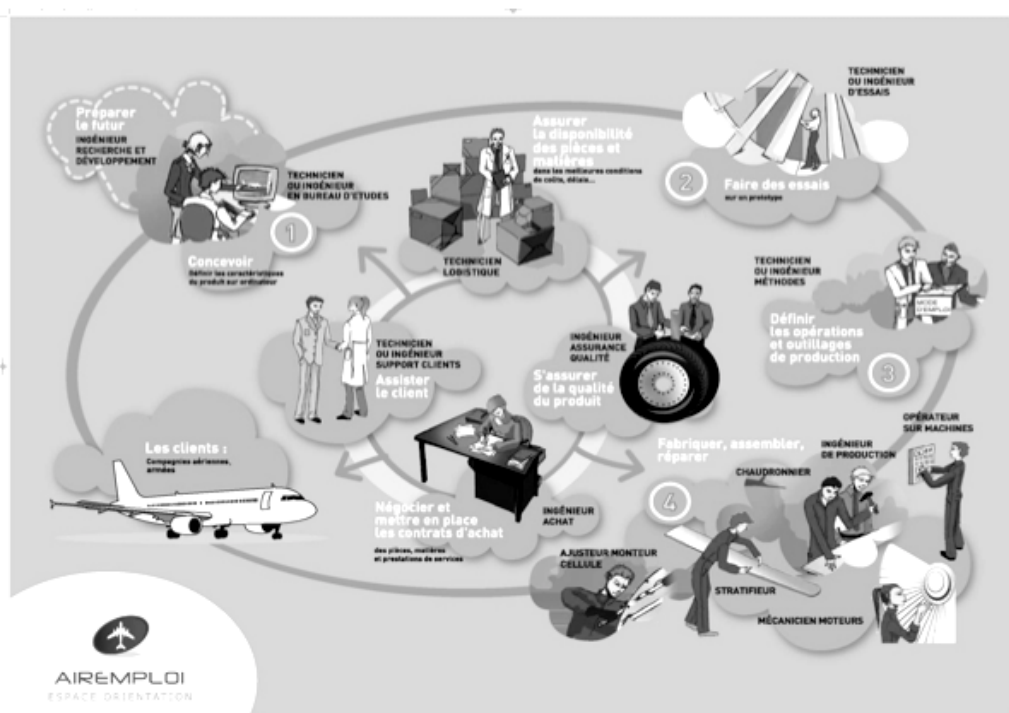 Préparer
le futur
INGÉNIEUR
RECHERCHE ET
DÉVELOPPEMENT
TECHNICIEN
OU INGÉNIEUR
EN BUREAU D'ETUDES
1
Concevoir
Définir les caractéristiques
du produit sur ordinateur
Assurer
la disponibilité
des pièces et
matières
dans les meilleures conditions
de coûts, délais...
TECHNICIEN
LOGISTIQUE
TECHNICIEN
OU INGÉNIEUR
D'ESSAIS
2
Faire des essais
sur un prototype
TECHNICIEN
OU INGÉNIEUR
MÉTHODES
MODE
D'EMPLOI
Définir
les opérations
et outillages
de production
3
TECHNICIEN
OU INGÉNIEUR
SUPPORT CLIENTS
Assister
le client
INGÉNIEUR
ASSURANCE
QUALITÉ
S'assurer
de la qualité
du produit
Les clients :
Compagnies aériennes,
armées
Négocier et
mettre en place
les contrats d'achat
des pièces, matières
et prestations de services
INGÉNIEUR
ACHAT
Fabriquer, assembler,
réparer
4
CHAUDRONNIER
INGÉNIEUR
DE PRODUCTION
OPÉRATEUR
SUR MACHINES
AJUSTEUR MONTEUR
CELLULE
STRATIFIEUR
MÉCANICIEN MOTEURS
AIREMPLOI
ESPACE ORIENTATION